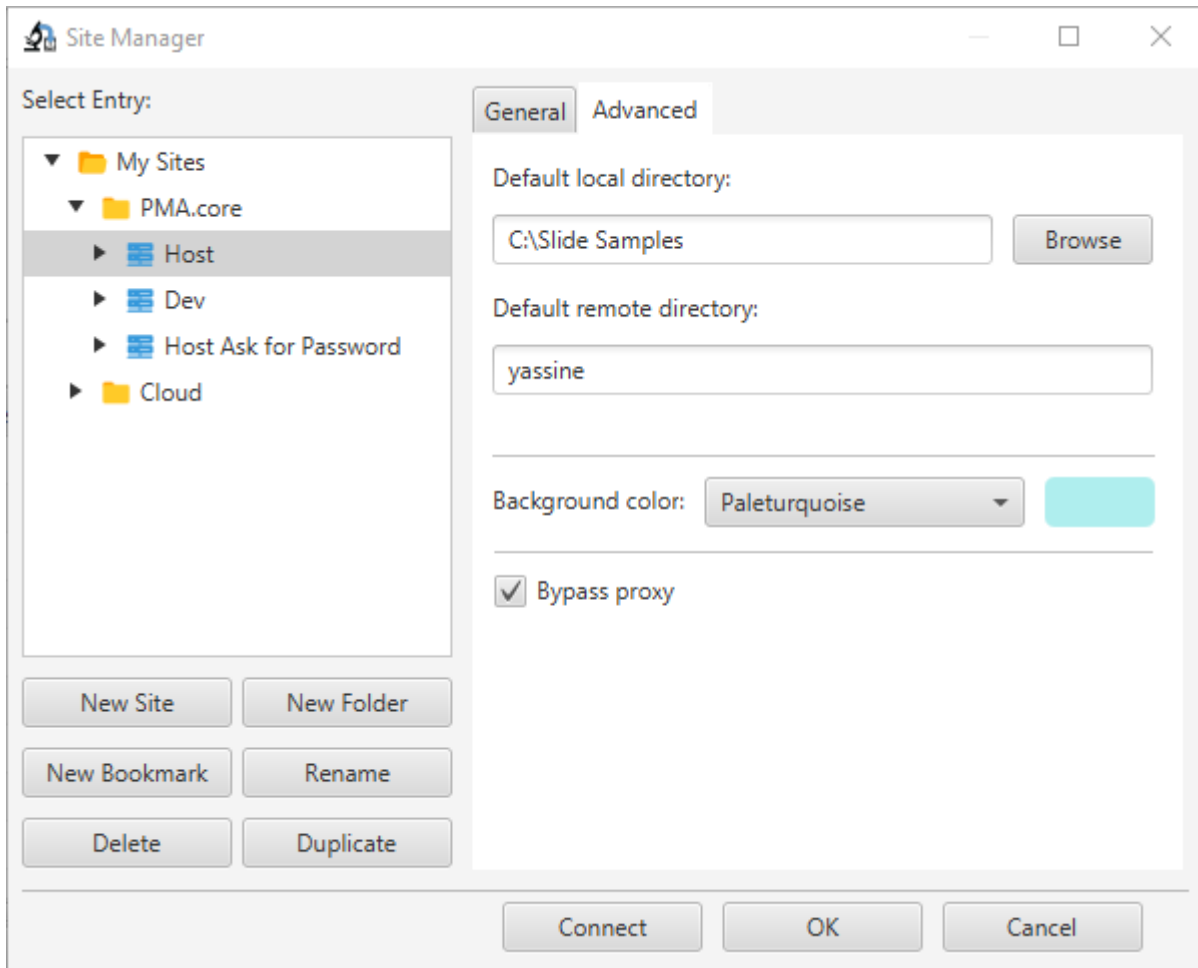 Site Manager
Select Entry:
My Sites
PMA.core
Host
Dev
Host Ask for Password
Cloud
New Site
New Folder
New Bookmark
Rename
Delete
Duplicate
General
Advanced
Default local directory:
C:\Slide Samples
Browse
Default remote directory:
yassine
Background color:
Paleturquoise
Bypass proxy
Connect
OK
Cancel